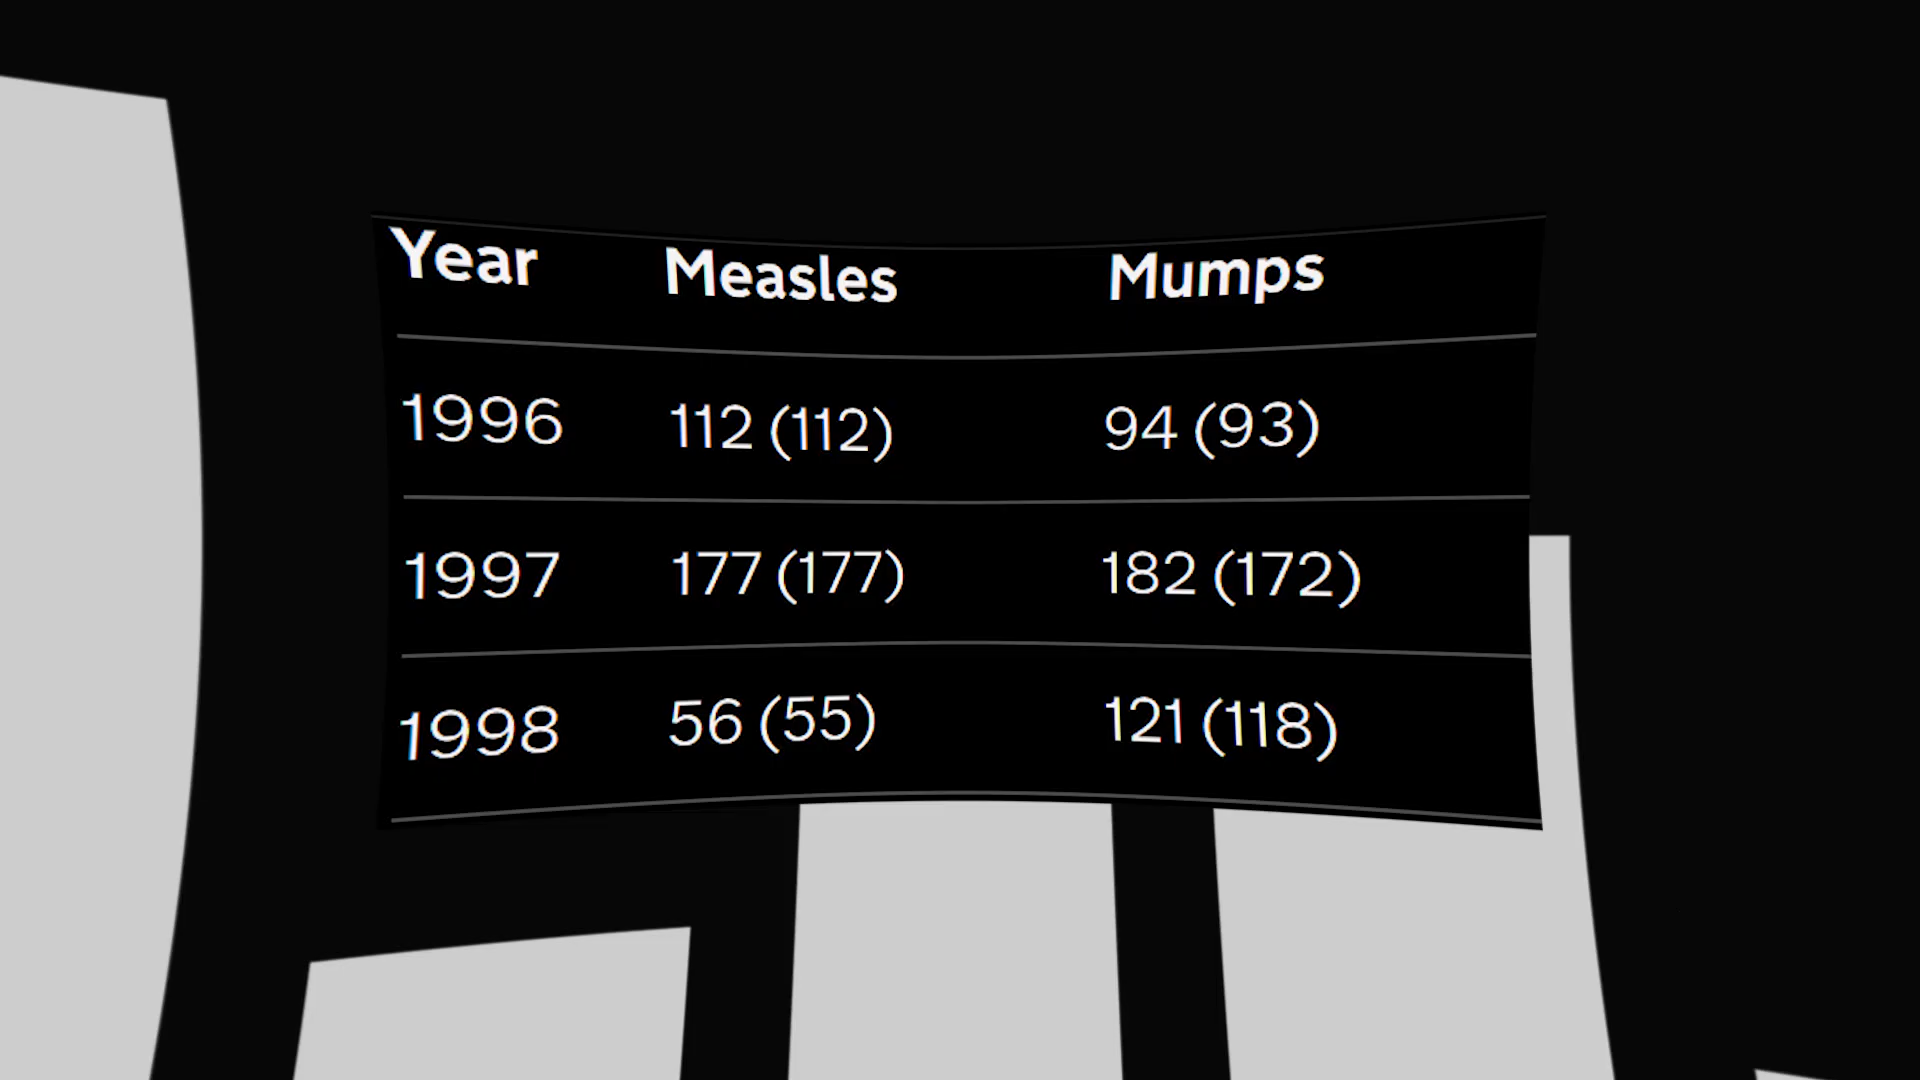 Year Measles Mumps
1996 112 (112) 94 (93)
1997 177 (177) 182 (172)
1998 56 (55) 121 (118)